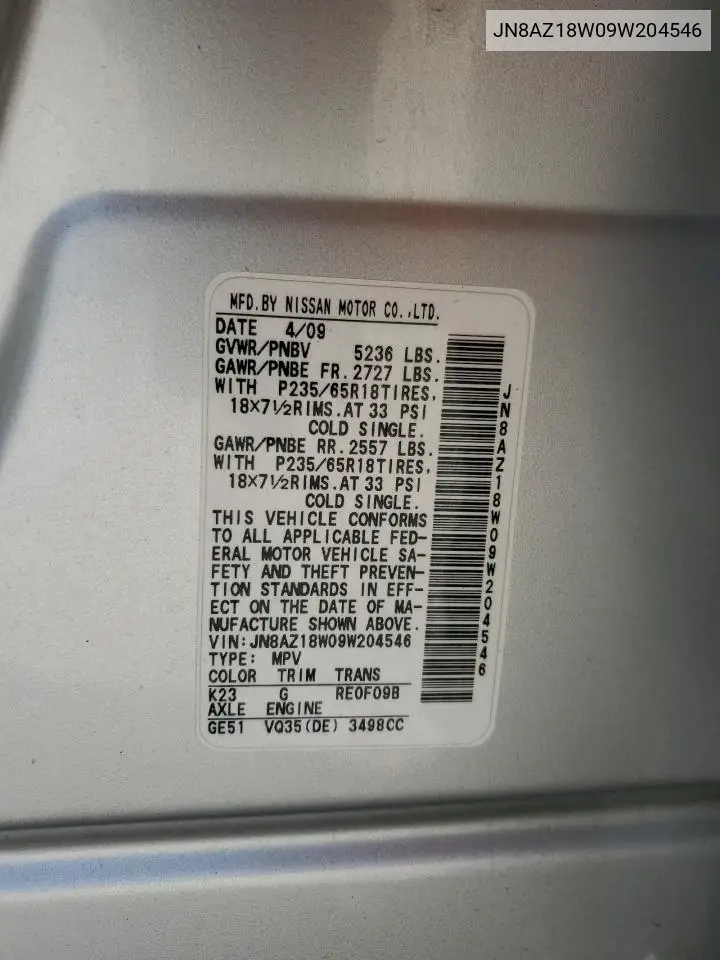 JN8AZ18W09W204546
MFD.BY NISSAN MOTOR CO.,LTD.
DATE 4/09
GVWR/PNBV 5236 LBS.
GAWR/PNBE FR.2727 LBS.
WITH P235/65R18TIRES,
18X7½RIMS.AT 33 PSI
COLD SINGLE.
GAWR/PNBE RR.2557 LBS.
WITH P235/65R18TIRES,
18X7½RIMS.AT 33 PSI
COLD SINGLE.
THIS VEHICLE CONFORMS
TO ALL APPLICABLE FED-
ERAL MOTOR VEHICLE SA-
FETY AND THEFT PREVEN-
TION STANDARDS IN EFF-
ECT ON THE DATE OF MA-
NUFACTURE SHOWN ABOVE.
VIN:JN8AZ18W09W204546
TYPE: MPV
COLOR TRIM TRANS
K23 G RE0F09B
AXLE ENGINE
GE51 VQ35(DE) 3498CC
JN8AZ18W09W204546